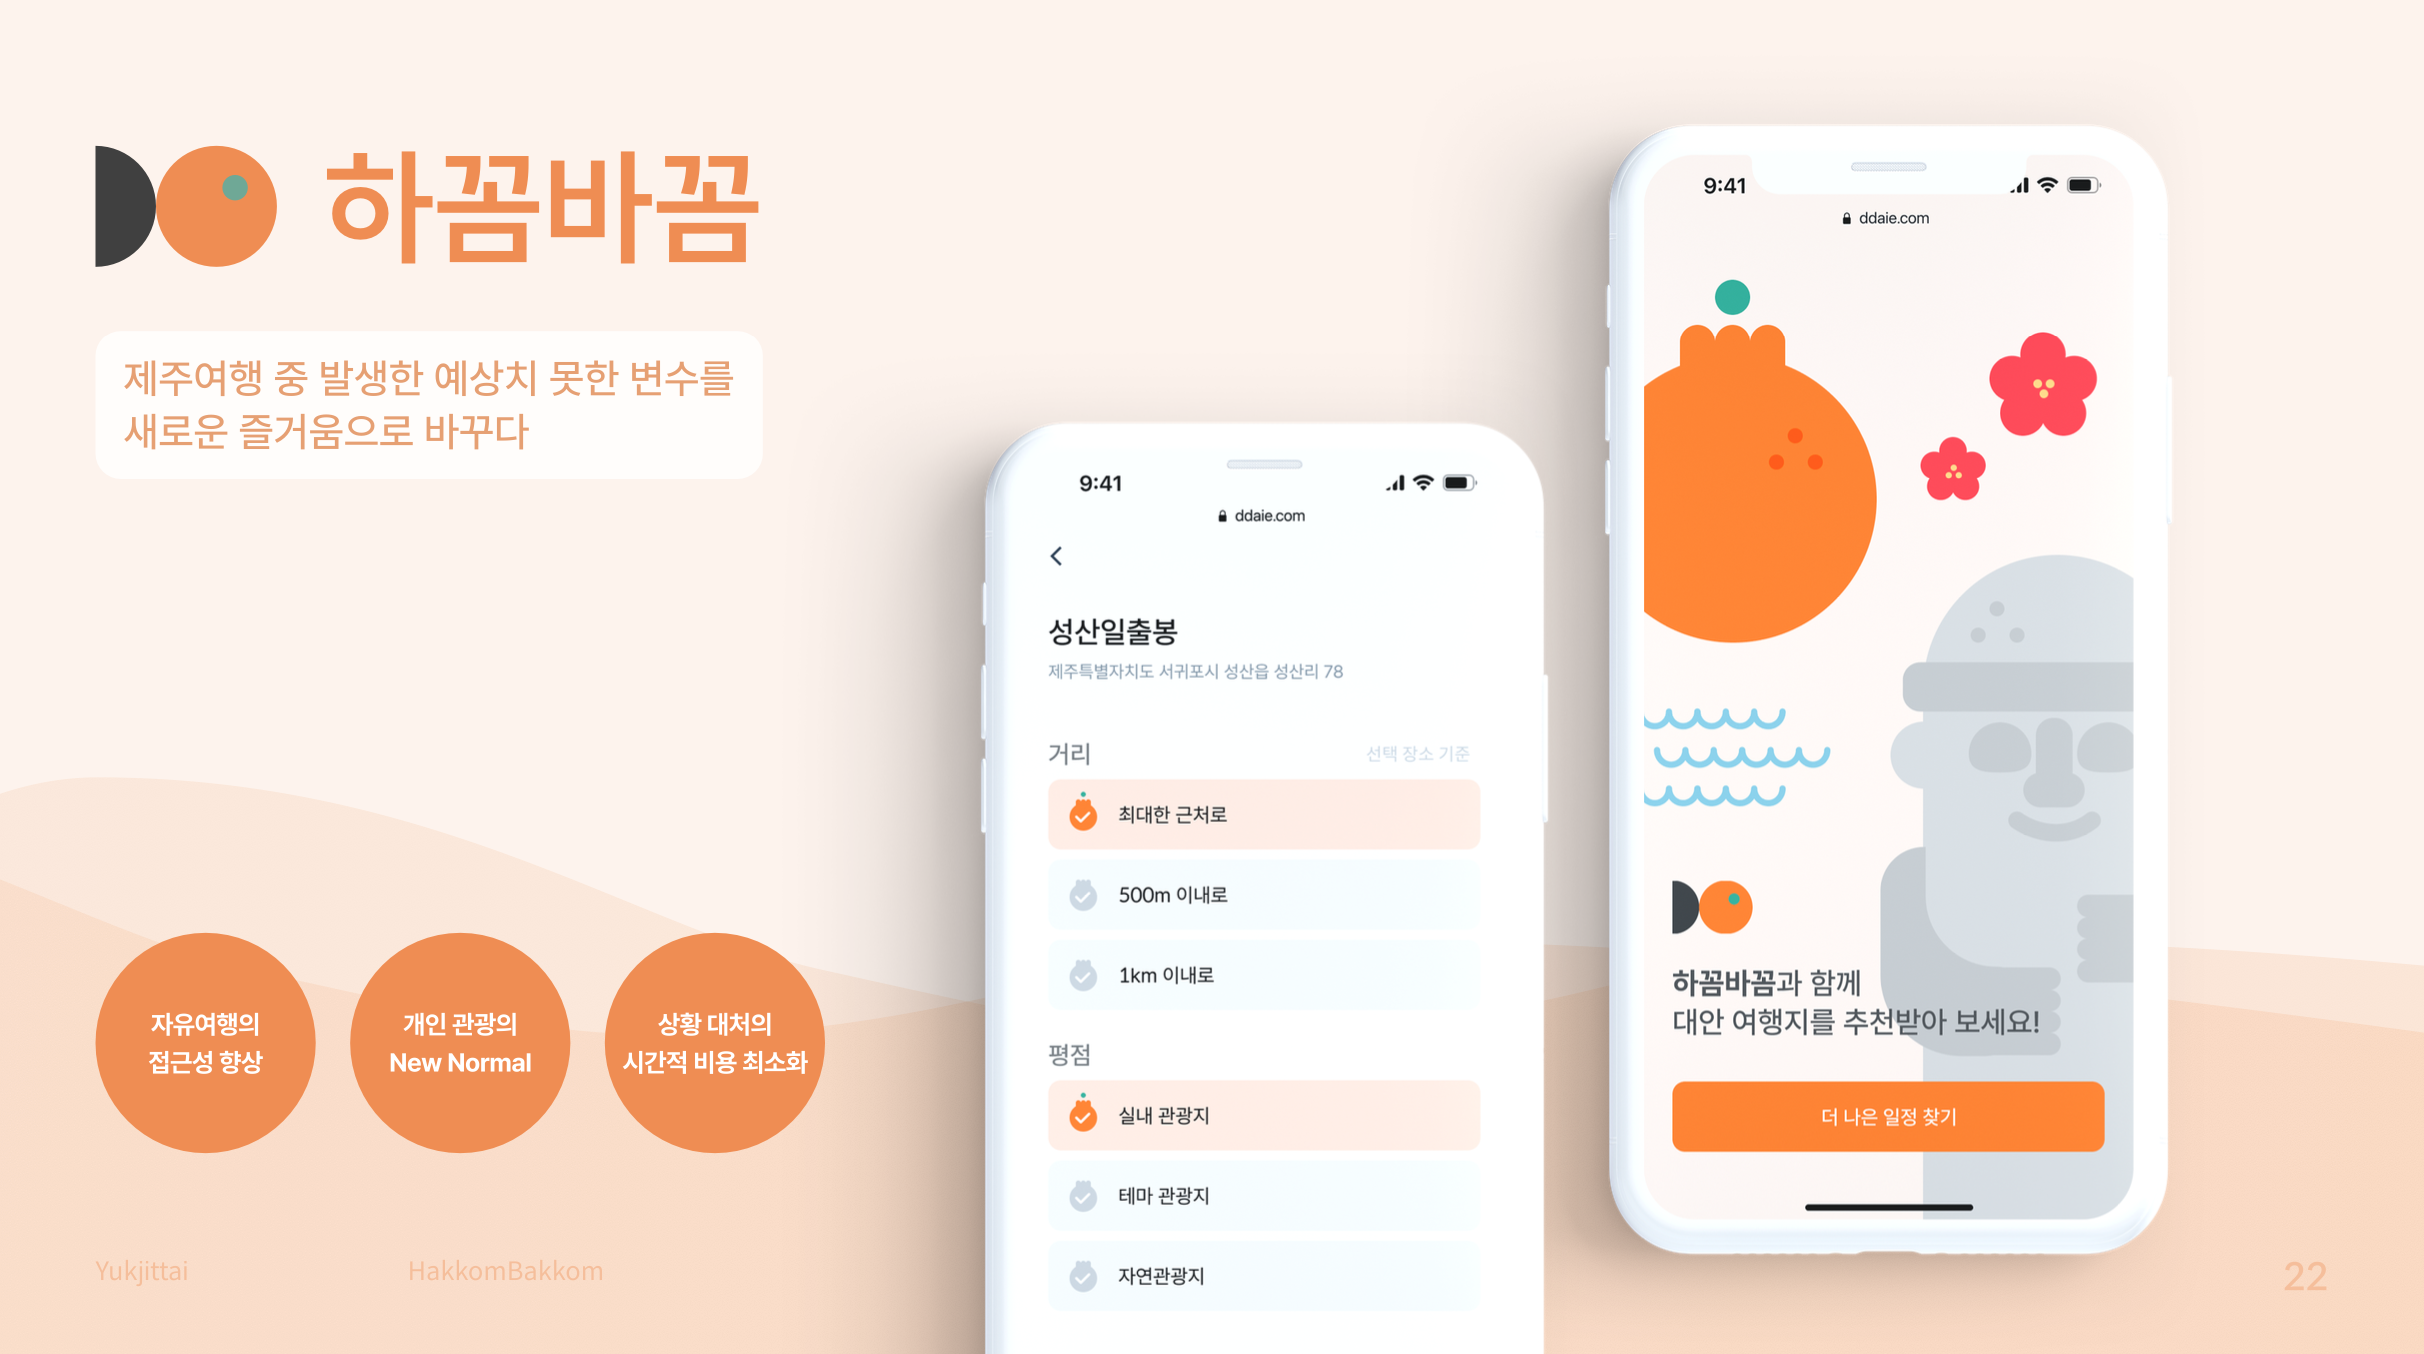 하꼼바꼼
제주여행 중 발생한 예상치 못한 변수를
새로운 즐거움으로 바꾸다
자유여행의
접근성 향상
개인 관광의
New Normal
상황 대처의
시간적 비용 최소화
9:41
ddaie.com
성산일출봉
제주특별자치도 서귀포시 성산읍 성산리 78
거리
선택 장소 기준
최대한 근처로
500m 이내로
1km 이내로
평점
실내 관광지
테마 관광지
자연관광지
9:41
ddaie.com
하꼼바꼼과 함께
대안 여행지를 추천받아 보세요!
더 나은 일정 찾기
Yukjittai
HakkomBakkom
22